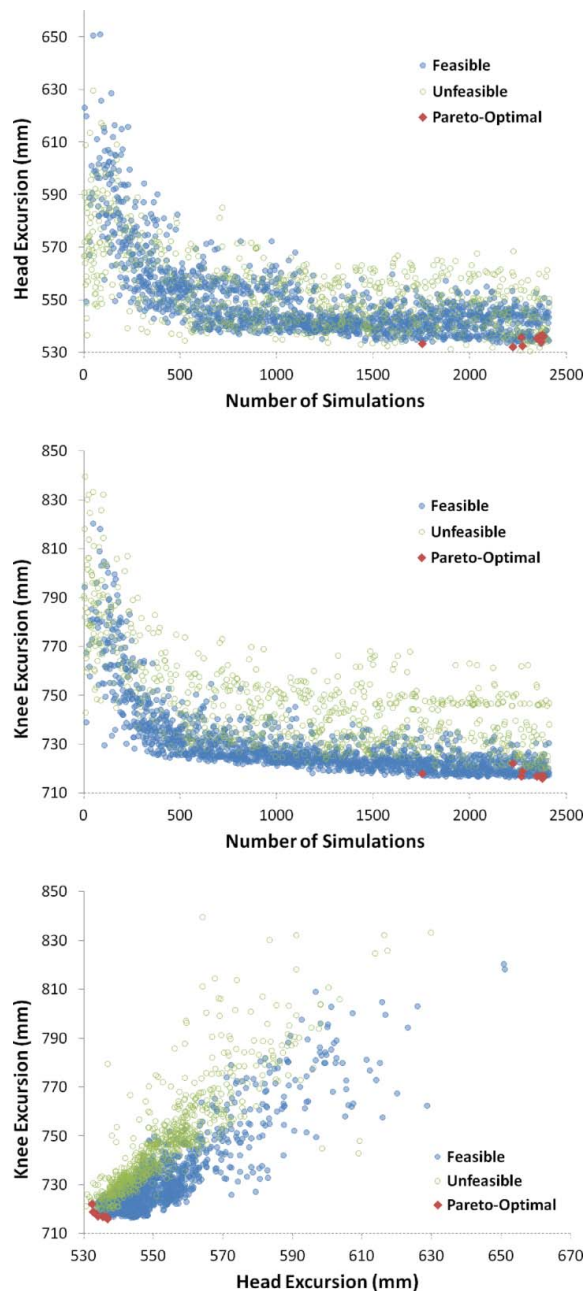 650
630
610
590
570
550
530
Head Excursion (mm)
Feasible
Unfeasible
Pareto-Optimal
0 500 1000 1500 2000 2500
Number of Simulations
850
830
810
790
770
750
730
710
Knee Excursion (mm)
Feasible
Unfeasible
Pareto-Optimal
0 500 1000 1500 2000 2500
Number of Simulations
850
830
810
790
770
750
730
710
Knee Excursion (mm)
Feasible
Unfeasible
Pareto-Optimal
530 550 570 590 610 630 650 670
Head Excursion (mm)